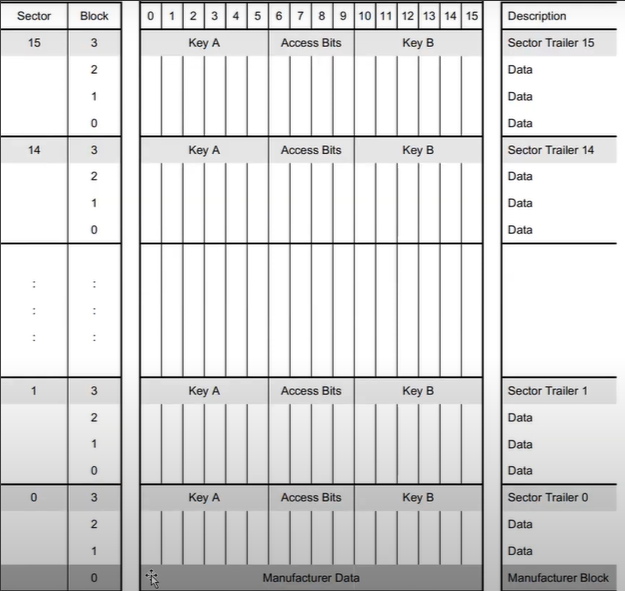 Sector Block 0 1 2 3 4 5 6 7 8 9 10 11 12 13 14 15 Description
15 3 Key A Access Bits Key B Sector Trailer 15
2 Data
1 Data
0 Data
14 3 Key A Access Bits Key B Sector Trailer 14
2 Data
1 Data
0 Data
: :
: :
: :
1 3 Key A Access Bits Key B Sector Trailer 1
2 Data
1 Data
0 Data
0 3 Key A Access Bits Key B Sector Trailer 0
2 Data
1 Data
0 Manufacturer Data Manufacturer Block